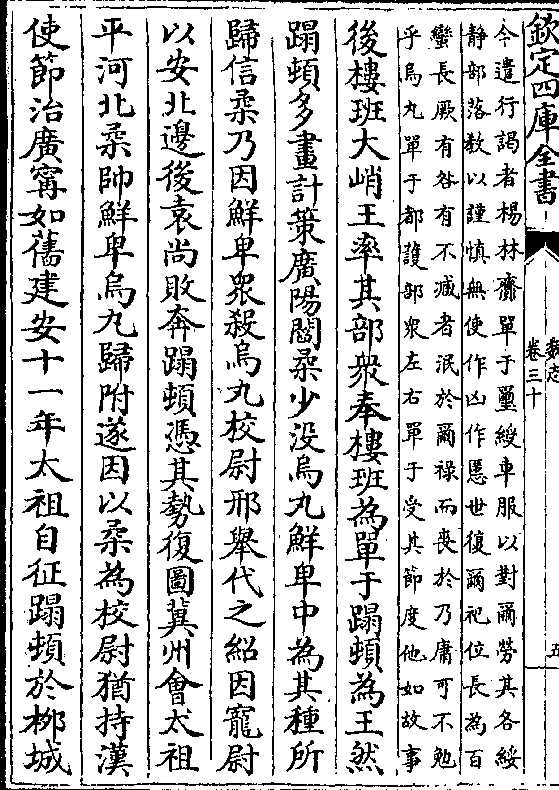 欽定四庫全書
魏志
卷三十
五
今遣行謁者楊林齎單于璽綬車服以對爾勞其各綏
静部落教以謹慎無使作凶作慝世復爾祀位長為百
蠻長厥有咎有不臧者泯於爾禄而喪於乃庸可不勉
乎烏丸單于都護部衆左右單于受其節度他如故事
後樓班大峭王率其部衆奉樓班為單于蹋頓為王然
蹋頓多畫計策廣陽閻柔少没烏丸鮮卑中為其種所
歸信柔乃因鮮卑衆殺烏丸校尉邢舉代之紹因寵尉
以安北邊後袁尚敗奔蹋頓憑其勢復圖冀州會太祖
平河北柔帥鮮卑烏丸歸附遂因以柔為校尉猶持漢
使節治廣甯如舊建安十一年太祖自征蹋頓於柳城